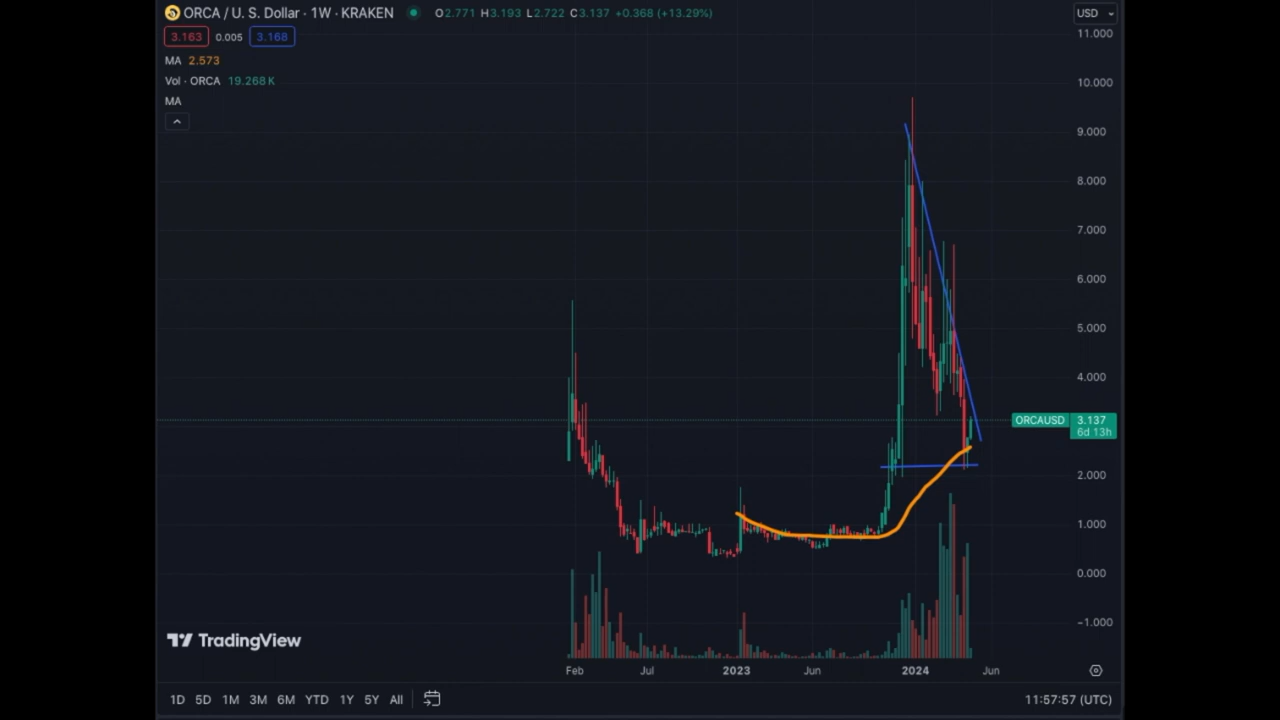 ORCA / U. S. Dollar · 1W · KRAKEN O2.771 H3.193 L2.722 C3.137 +0.368 (+13.29%)
USD
3.163 0.005 3.168
MA 2.573
Vol · ORCA 19.268 K
MA
11.000
10.000
9.000
8.000
7.000
6.000
5.000
4.000
ORCAUSD 3.137
6d 13h
2.000
1.000
0.000
−1.000
TradingView
Feb Jul 2023 Jun 2024 Jun
1D 5D 1M 3M 6M YTD 1Y 5Y All 11:57:57 (UTC)